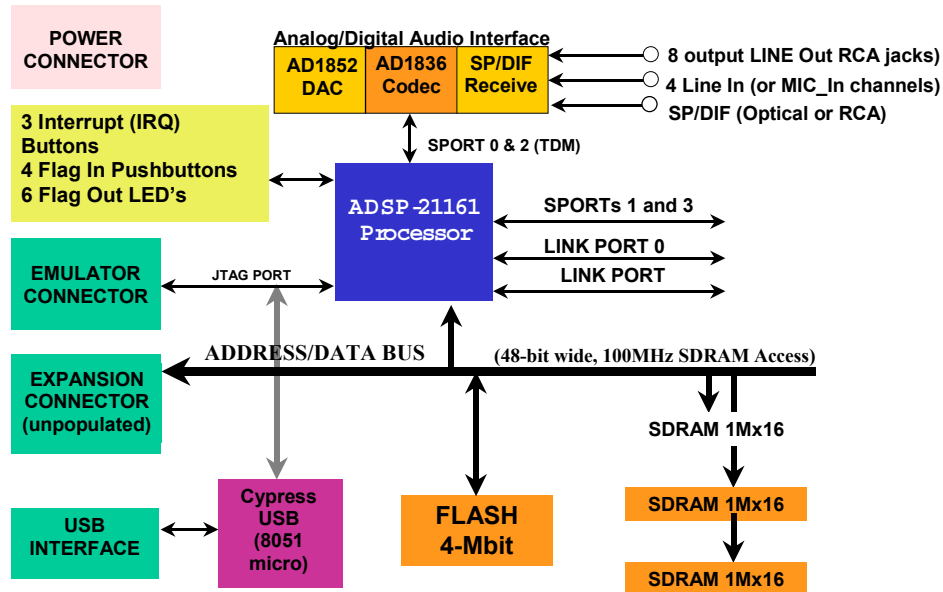 POWER
CONNECTOR
Analog/Digital Audio Interface
AD1852
DAC
AD1836
Codec
SP/DIF
Receive
8 output LINE Out RCA jacks)
4 Line In (or MIC_In channels)
SP/DIF (Optical or RCA)
3 Interrupt (IRQ)
Buttons
4 Flag In Pushbuttons
6 Flag Out LED's
SPORT 0 & 2 (TDM)
ADSP-21161
Processor
SPORTs 1 and 3
LINK PORT 0
LINK PORT
EMULATOR
CONNECTOR
JTAG PORT
ADDRESS/DATA BUS
(48-bit wide, 100MHz SDRAM Access)
EXPANSION
CONNECTOR
(unpopulated)
SDRAM 1Mx16
SDRAM 1Mx16
SDRAM 1Mx16
USB
INTERFACE
Cypress
USB
(8051
micro)
FLASH
4-Mbit